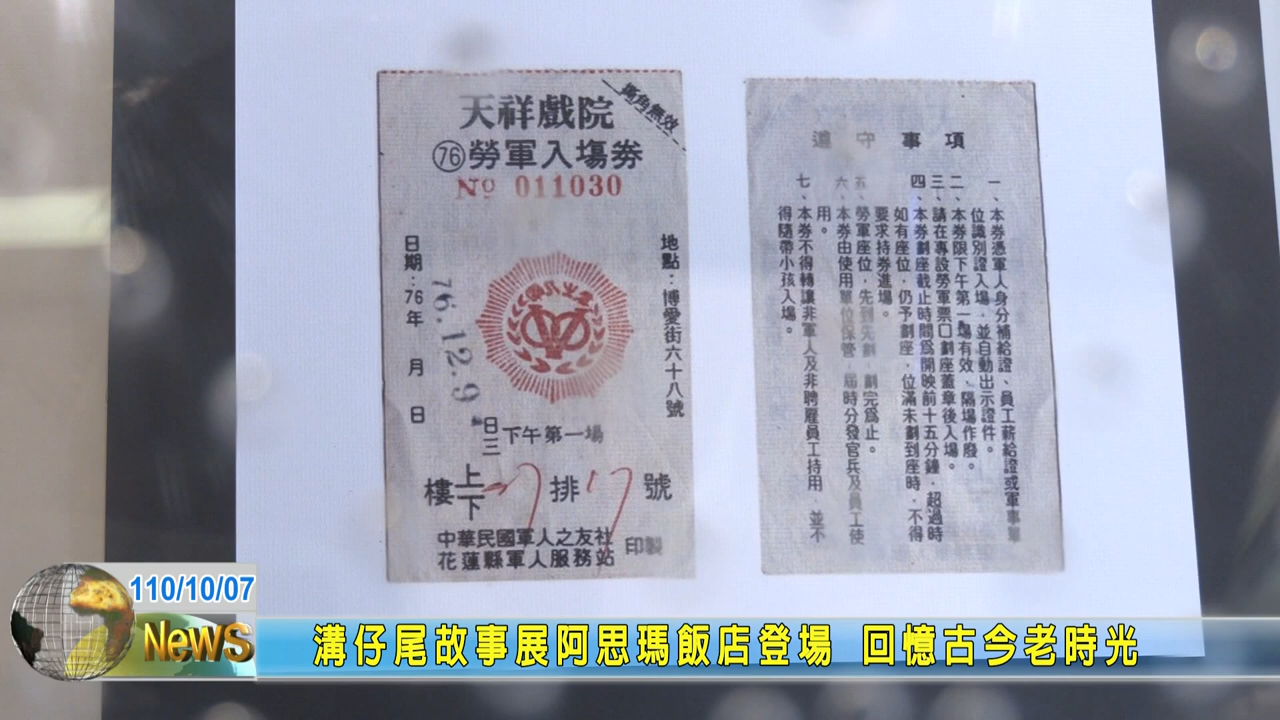 撕角無效
天祥戲院
76勞軍入場券
No 011030
地點：博愛街六十八號
日期：76年 月 日
76.12.9
日三下午第一場
樓上下 7排17號
中華民國軍人之友社
花蓮縣軍人服務站
印製
遵守事項
一、本券憑軍人身分補給證、員工薪給證或軍事單
位識別證入場，並自動出示證件。
二、本券限下午第一場有效、隔場作廢。
三、請在專設勞軍票口劃座蓋章後入場。
四、本券劃座截止時間為開映前十五分鐘，超過時
如有座位，仍予劃座，位滿未劃到座時，不得
要求持券進場。
五、勞軍座位，先到先劃，劃完為止。
六、本券由使用單位保管，屆時分發官兵及員工使
用。
七、本券不得轉讓非軍人及非聘雇員工持用，並不
得隨帶小孩入場。
110/10/07
News
溝仔尾故事展阿思瑪飯店登場 回憶古今老時光